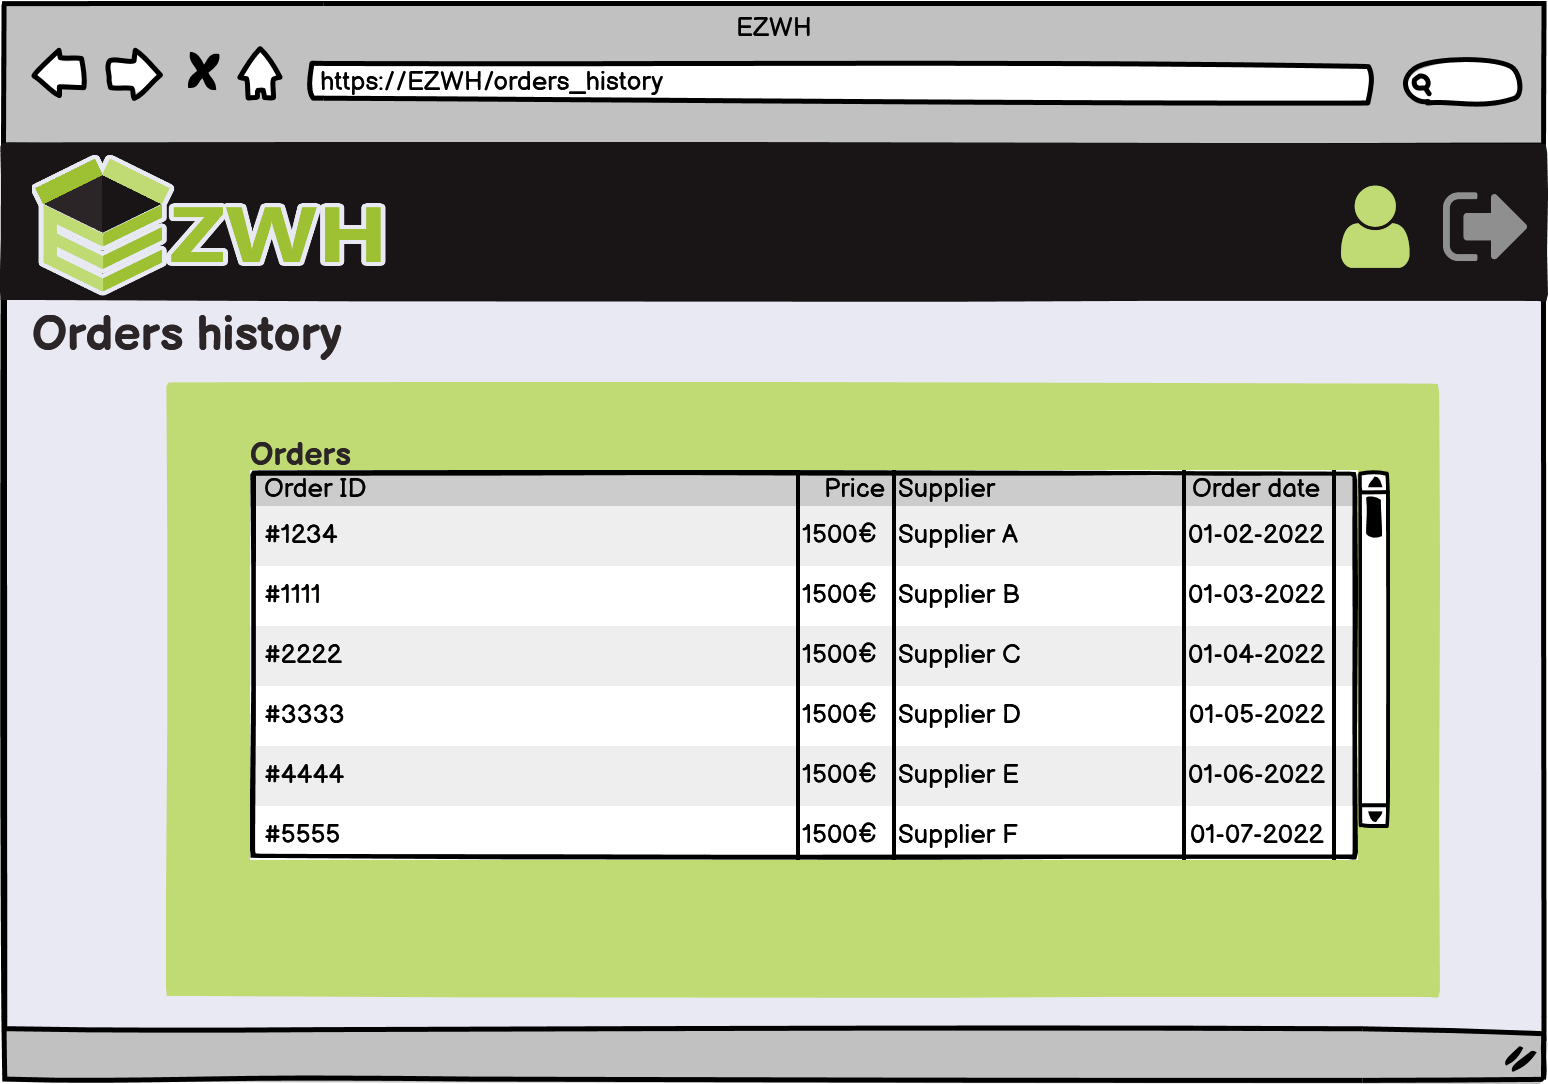 EZWH
https://EZWH/orders_history
EZWH
Orders history
Orders
Order ID Price Supplier Order date
#1234 1500€ Supplier A 01-02-2022
#1111 1500€ Supplier B 01-03-2022
#2222 1500€ Supplier C 01-04-2022
#3333 1500€ Supplier D 01-05-2022
#4444 1500€ Supplier E 01-06-2022
#5555 1500€ Supplier F 01-07-2022